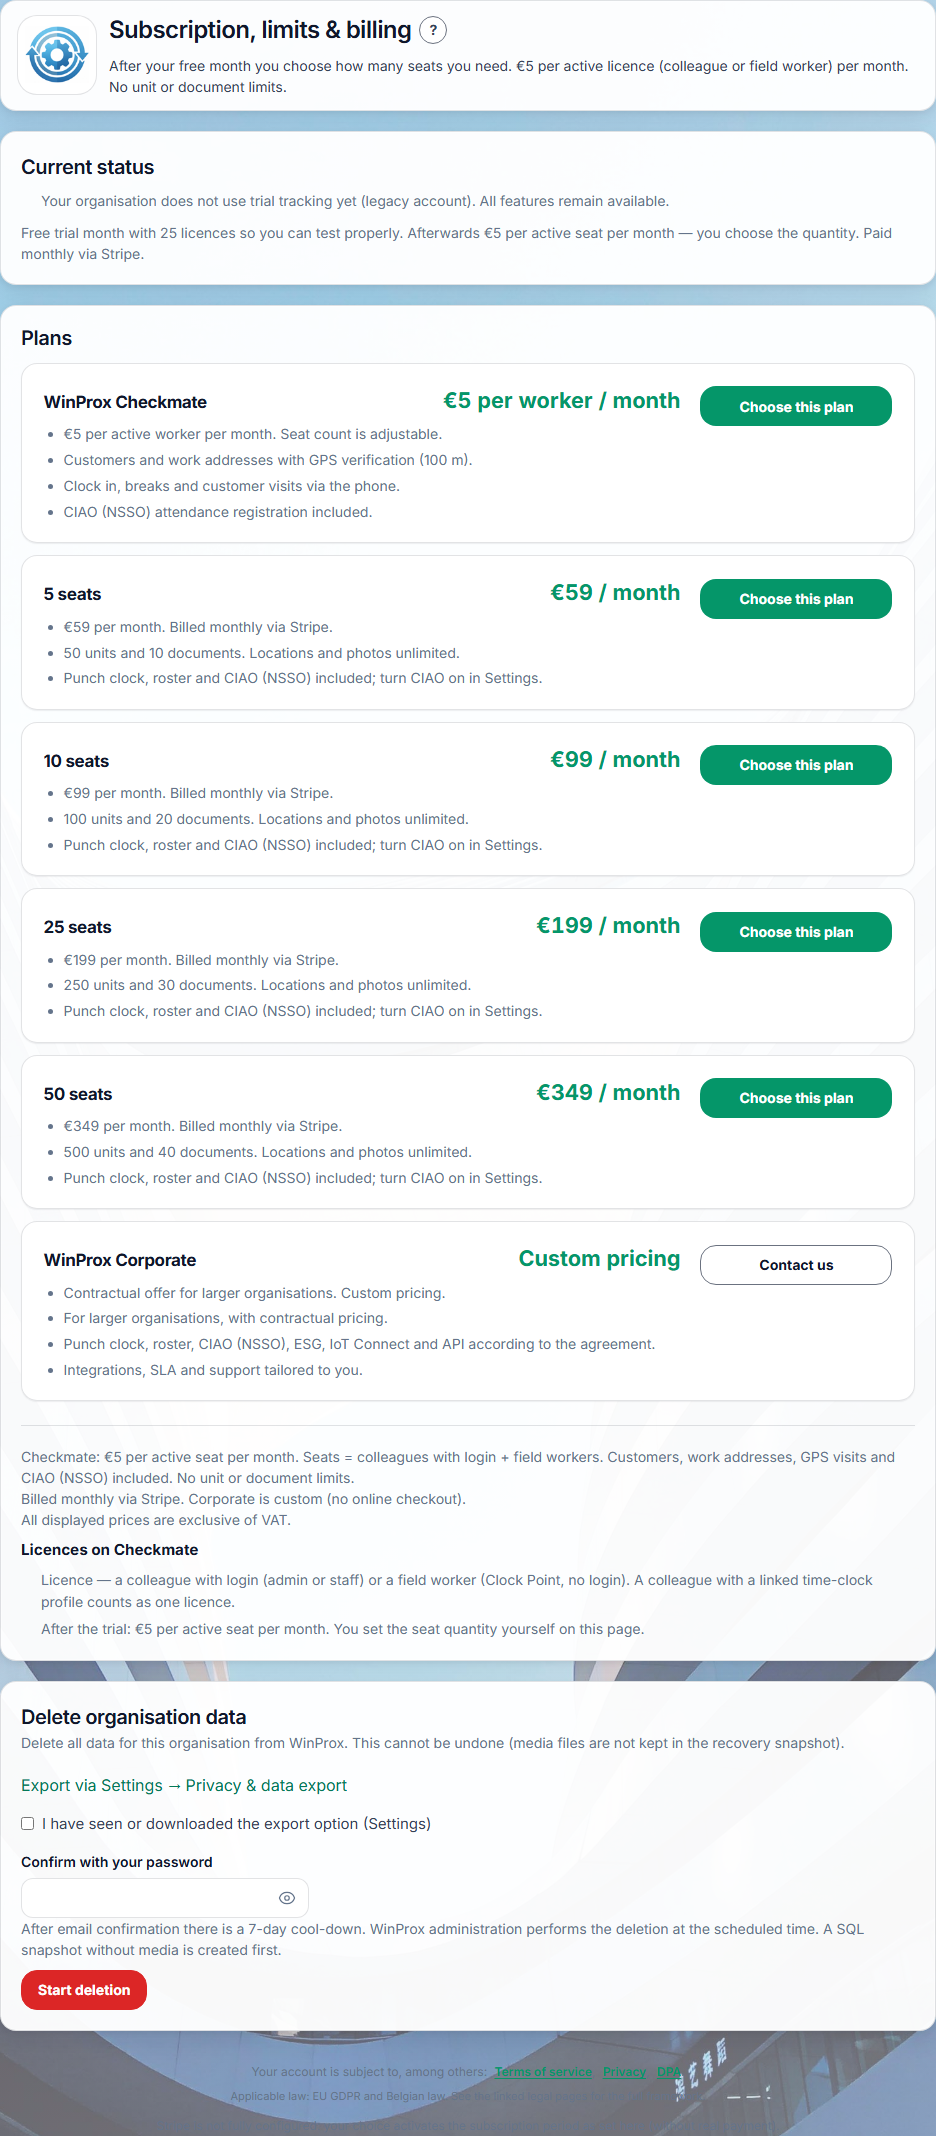 Subscription, limits & billing ?
After your free month you choose how many seats you need. €5 per active licence (colleague or field worker) per month.
No unit or document limits.
Current status
Your organisation does not use trial tracking yet (legacy account). All features remain available.
Free trial month with 25 licences so you can test properly. Afterwards €5 per active seat per month — you choose the quantity. Paid
monthly via Stripe.
Plans
WinProx Checkmate
€5 per worker / month
Choose this plan
• €5 per active worker per month. Seat count is adjustable.
• Customers and work addresses with GPS verification (100 m).
• Clock in, breaks and customer visits via the phone.
• CIAO (NSSO) attendance registration included.
5 seats
€59 / month
Choose this plan
• €59 per month. Billed monthly via Stripe.
• 50 units and 10 documents. Locations and photos unlimited.
• Punch clock, roster and CIAO (NSSO) included; turn CIAO on in Settings.
10 seats
€99 / month
Choose this plan
• €99 per month. Billed monthly via Stripe.
• 100 units and 20 documents. Locations and photos unlimited.
• Punch clock, roster and CIAO (NSSO) included; turn CIAO on in Settings.
25 seats
€199 / month
Choose this plan
• €199 per month. Billed monthly via Stripe.
• 250 units and 30 documents. Locations and photos unlimited.
• Punch clock, roster and CIAO (NSSO) included; turn CIAO on in Settings.
50 seats
€349 / month
Choose this plan
• €349 per month. Billed monthly via Stripe.
• 500 units and 40 documents. Locations and photos unlimited.
• Punch clock, roster and CIAO (NSSO) included; turn CIAO on in Settings.
WinProx Corporate
Custom pricing
Contact us
• Contractual offer for larger organisations. Custom pricing.
• For larger organisations, with contractual pricing.
• Punch clock, roster, CIAO (NSSO), ESG, IoT Connect and API according to the agreement.
• Integrations, SLA and support tailored to you.
Checkmate: €5 per active seat per month. Seats = colleagues with login + field workers. Customers, work addresses, GPS visits and
CIAO (NSSO) included. No unit or document limits.
Billed monthly via Stripe. Corporate is custom (no online checkout).
All displayed prices are exclusive of VAT.
Licences on Checkmate
Licence — a colleague with login (admin or staff) or a field worker (Clock Point, no login). A colleague with a linked time-clock
profile counts as one licence.
After the trial: €5 per active seat per month. You set the seat quantity yourself on this page.
Delete organisation data
Delete all data for this organisation from WinProx. This cannot be undone (media files are not kept in the recovery snapshot).
Export via Settings → Privacy & data export
I have seen or downloaded the export option (Settings)
Confirm with your password
After email confirmation there is a 7-day cool-down. WinProx administration performs the deletion at the scheduled time. A SQL
snapshot without media is created first.
Start deletion
Your account is subject to, among others: Terms of service Privacy DPA
艺舞蹈
Applicable law: EU GDPR and Belgian law.